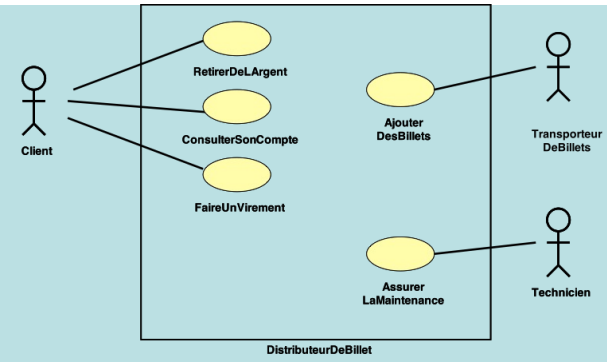 RetirerDeLArgent
ConsulterSonCompte
FaireUnVirement
Client
Ajouter
DesBillets
Transporteur
DeBillets
Assurer
LaMaintenance
Technicien
DistributeurDeBillet